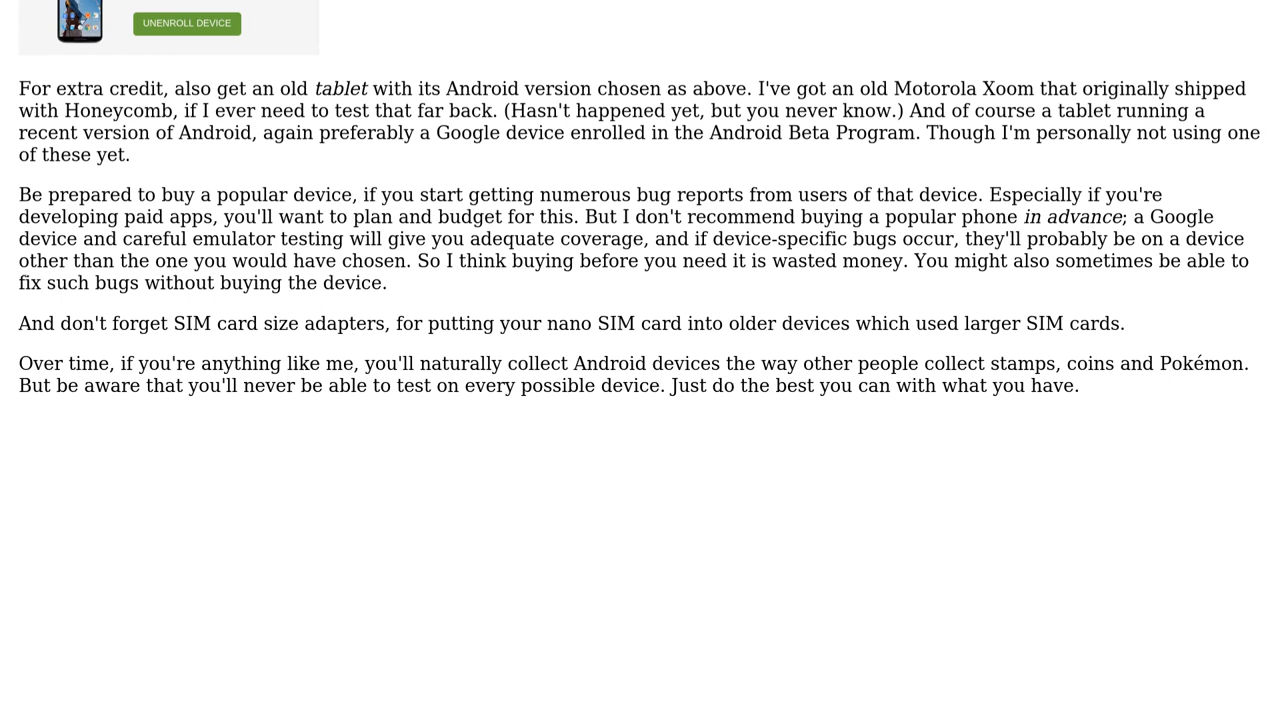 UNENROLL DEVICE
For extra credit, also get an old tablet with its Android version chosen as above. I've got an old Motorola Xoom that originally shipped
with Honeycomb, if I ever need to test that far back. (Hasn't happened yet, but you never know.) And of course a tablet running a
recent version of Android, again preferably a Google device enrolled in the Android Beta Program. Though I'm personally not using one
of these yet.
Be prepared to buy a popular device, if you start getting numerous bug reports from users of that device. Especially if you're
developing paid apps, you'll want to plan and budget for this. But I don't recommend buying a popular phone in advance; a Google
device and careful emulator testing will give you adequate coverage, and if device-specific bugs occur, they'll probably be on a device
other than the one you would have chosen. So I think buying before you need it is wasted money. You might also sometimes be able to
fix such bugs without buying the device.
And don't forget SIM card size adapters, for putting your nano SIM card into older devices which used larger SIM cards.
Over time, if you're anything like me, you'll naturally collect Android devices the way other people collect stamps, coins and Pokémon.
But be aware that you'll never be able to test on every possible device. Just do the best you can with what you have.